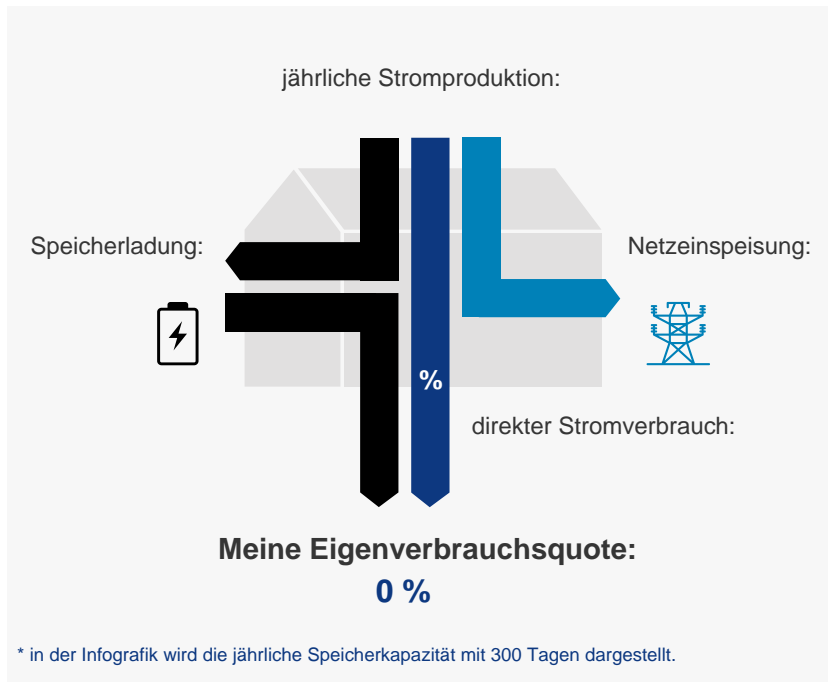 jährliche Stromproduktion:
Speicherladung:
Netzeinspeisung:
%
direkter Stromverbrauch:
Meine Eigenverbrauchsquote:
0 %
* in der Infografik wird die jährliche Speicherkapazität mit 300 Tagen dargestellt.